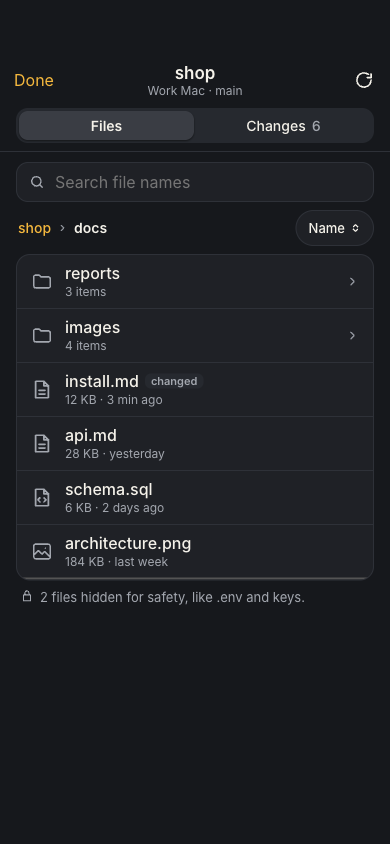 Done
shop
Work Mac · main
Files
Changes 6
Search file names
shop › docs
Name
reports
3 items
images
4 items
install.md changed
12 KB · 3 min ago
api.md
28 KB · yesterday
schema.sql
6 KB · 2 days ago
architecture.png
184 KB · last week
2 files hidden for safety, like .env and keys.